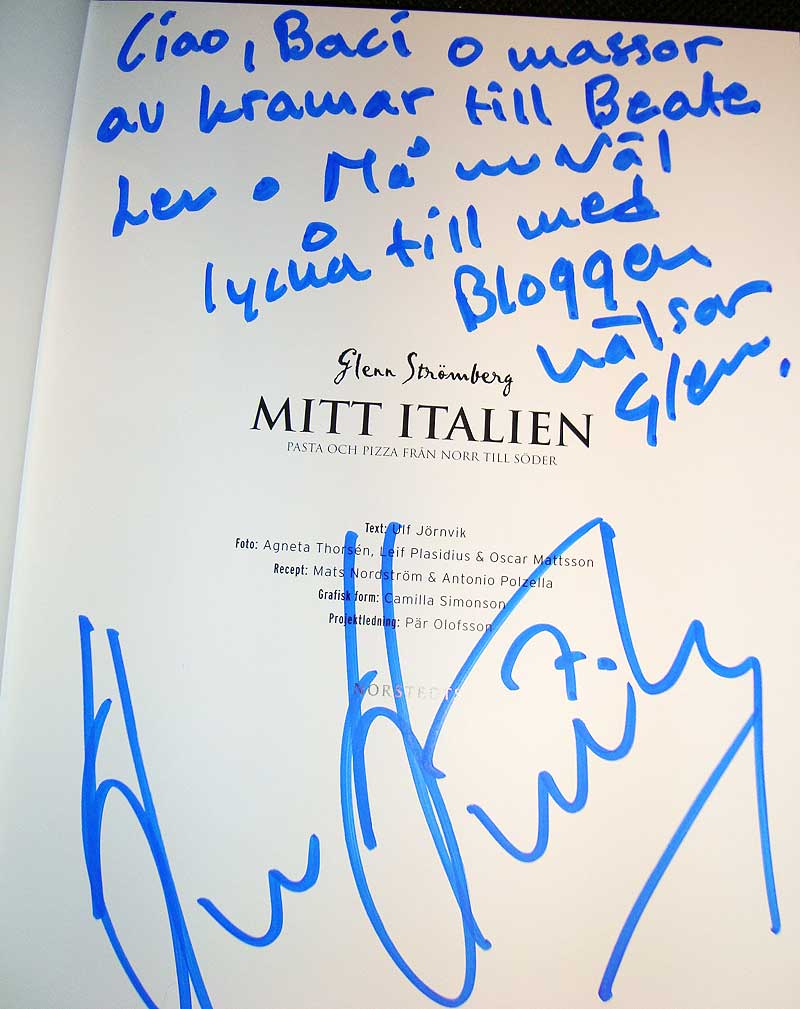 Ciao, Baci o massor
av kramar till Beate
Lev o Må nu Väl
o
lycka till med
Bloggen
hälsar
Glenn.
Glenn Strömberg
MITT ITALIEN
PASTA OCH PIZZA FRÅN NORR TILL SÖDER
Text: Ulf Jörnvik
Foto: Agneta Thorsén, Leif Plasidius & Oscar Mattsson
Recept: Mats Nordström & Antonio Polzella
Grafisk form: Camilla Simonson
Projektledning: Pär Olofsson
NORSTEDTS